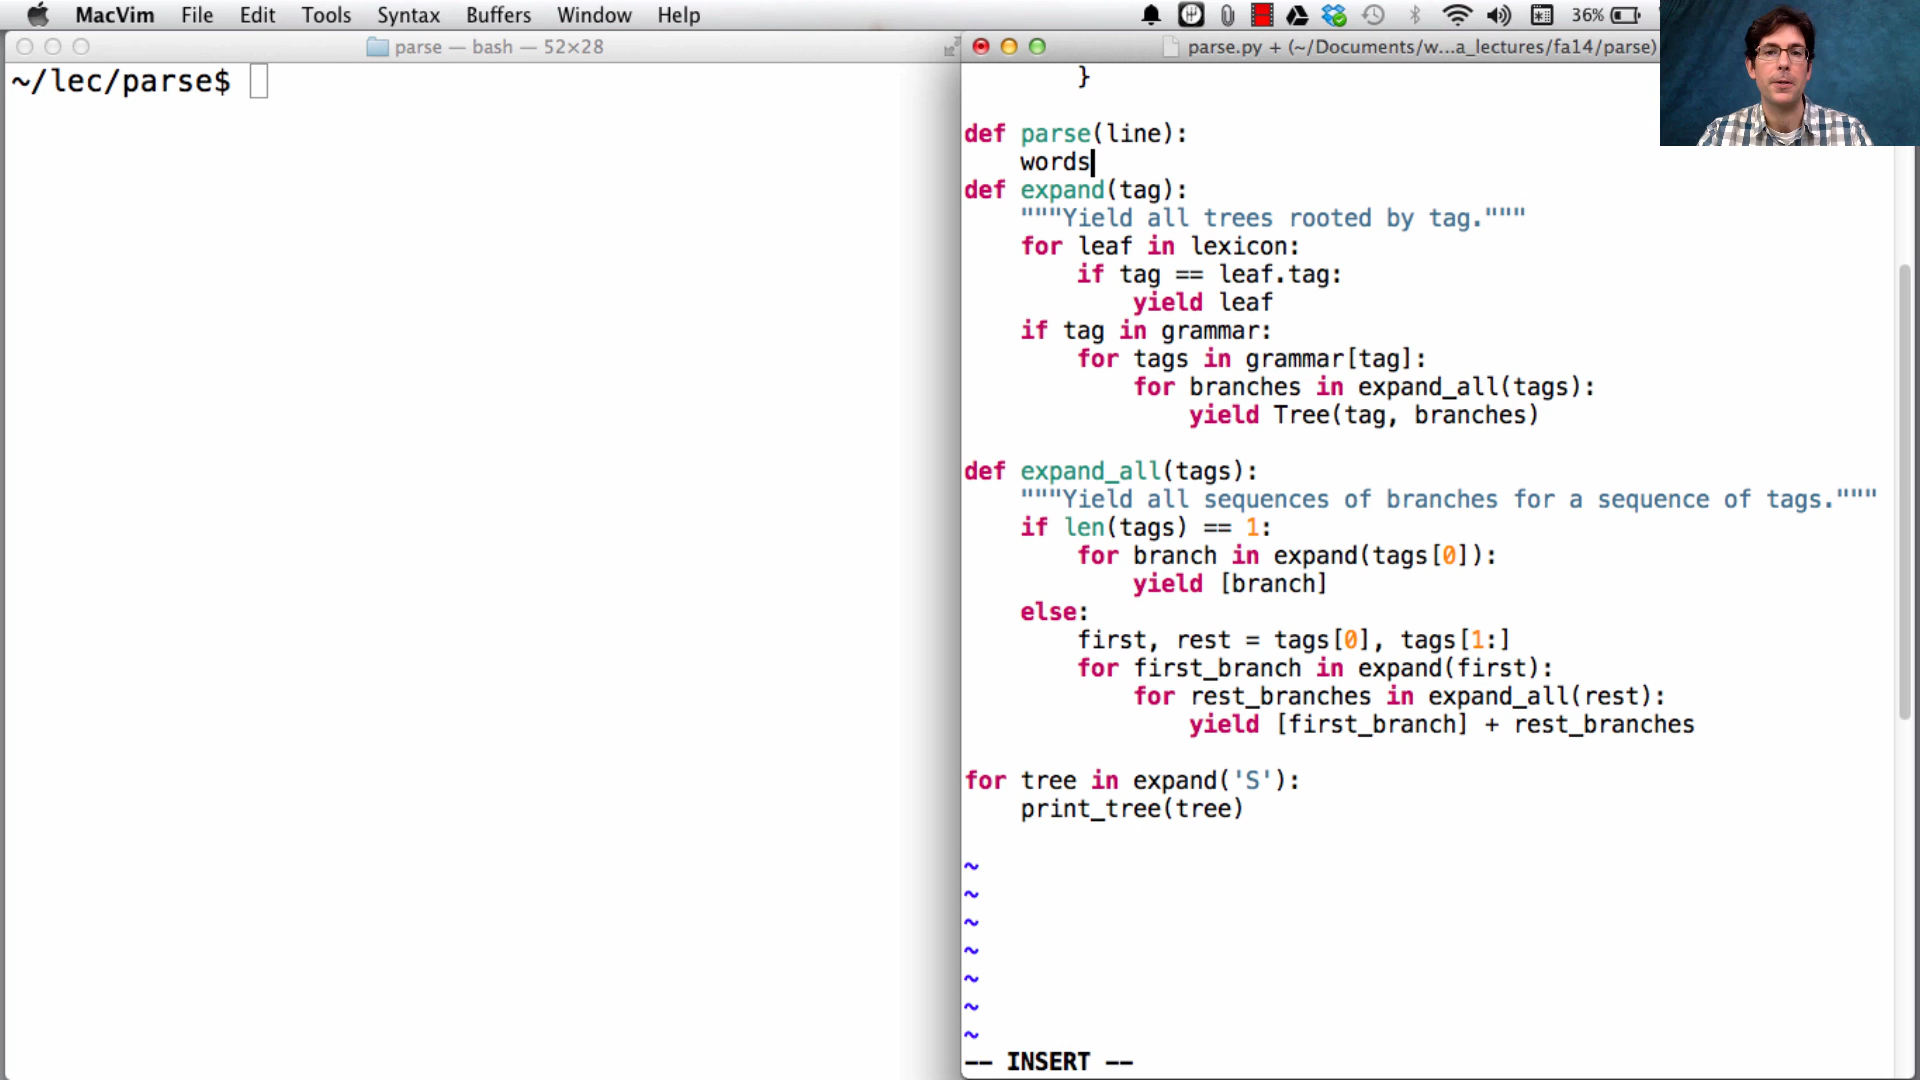 MacVim File Edit Tools Syntax Buffers Window Help 36%
parse — bash — 52×28
~/lec/parse$
parse.py + (~/Documents/w...a_lectures/fa14/parse)
}
def parse(line):
words
def expand(tag):
"""Yield all trees rooted by tag."""
for leaf in lexicon:
if tag == leaf.tag:
yield leaf
if tag in grammar:
for tags in grammar[tag]:
for branches in expand_all(tags):
yield Tree(tag, branches)
def expand_all(tags):
"""Yield all sequences of branches for a sequence of tags."""
if len(tags) == 1:
for branch in expand(tags[0]):
yield [branch]
else:
first, rest = tags[0], tags[1:]
for first_branch in expand(first):
for rest_branches in expand_all(rest):
yield [first_branch] + rest_branches
for tree in expand('S'):
print_tree(tree)
~
~
~
~
~
~
~
-- INSERT --